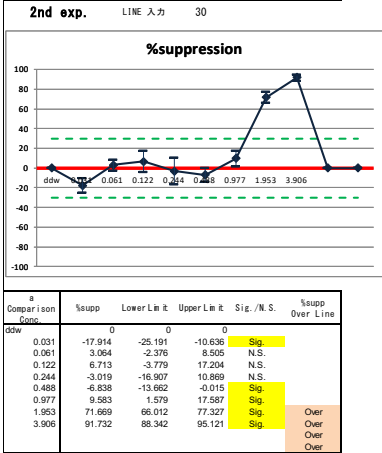 2nd exp. LINE 入力 30
%suppression
100
80
60
40
20
0
-20
-40
-60
-80
-100
ddw 0.031 0.061 0.122 0.244 0.488 0.977 1.953 3.906
a
Comparison %supp LowerLimit UpperLimit Sig./N.S. %supp
Conc. Over Line
ddw 0 0 0
0.031 -17.914 -25.191 -10.636 Sig.
0.061 3.064 -2.376 8.505 N.S.
0.122 6.713 -3.779 17.204 N.S.
0.244 -3.019 -16.907 10.869 N.S.
0.488 -6.838 -13.662 -0.015 Sig.
0.977 9.583 1.579 17.587 Sig.
1.953 71.669 66.012 77.327 Sig. Over
3.906 91.732 88.342 95.121 Sig. Over
Over
Over